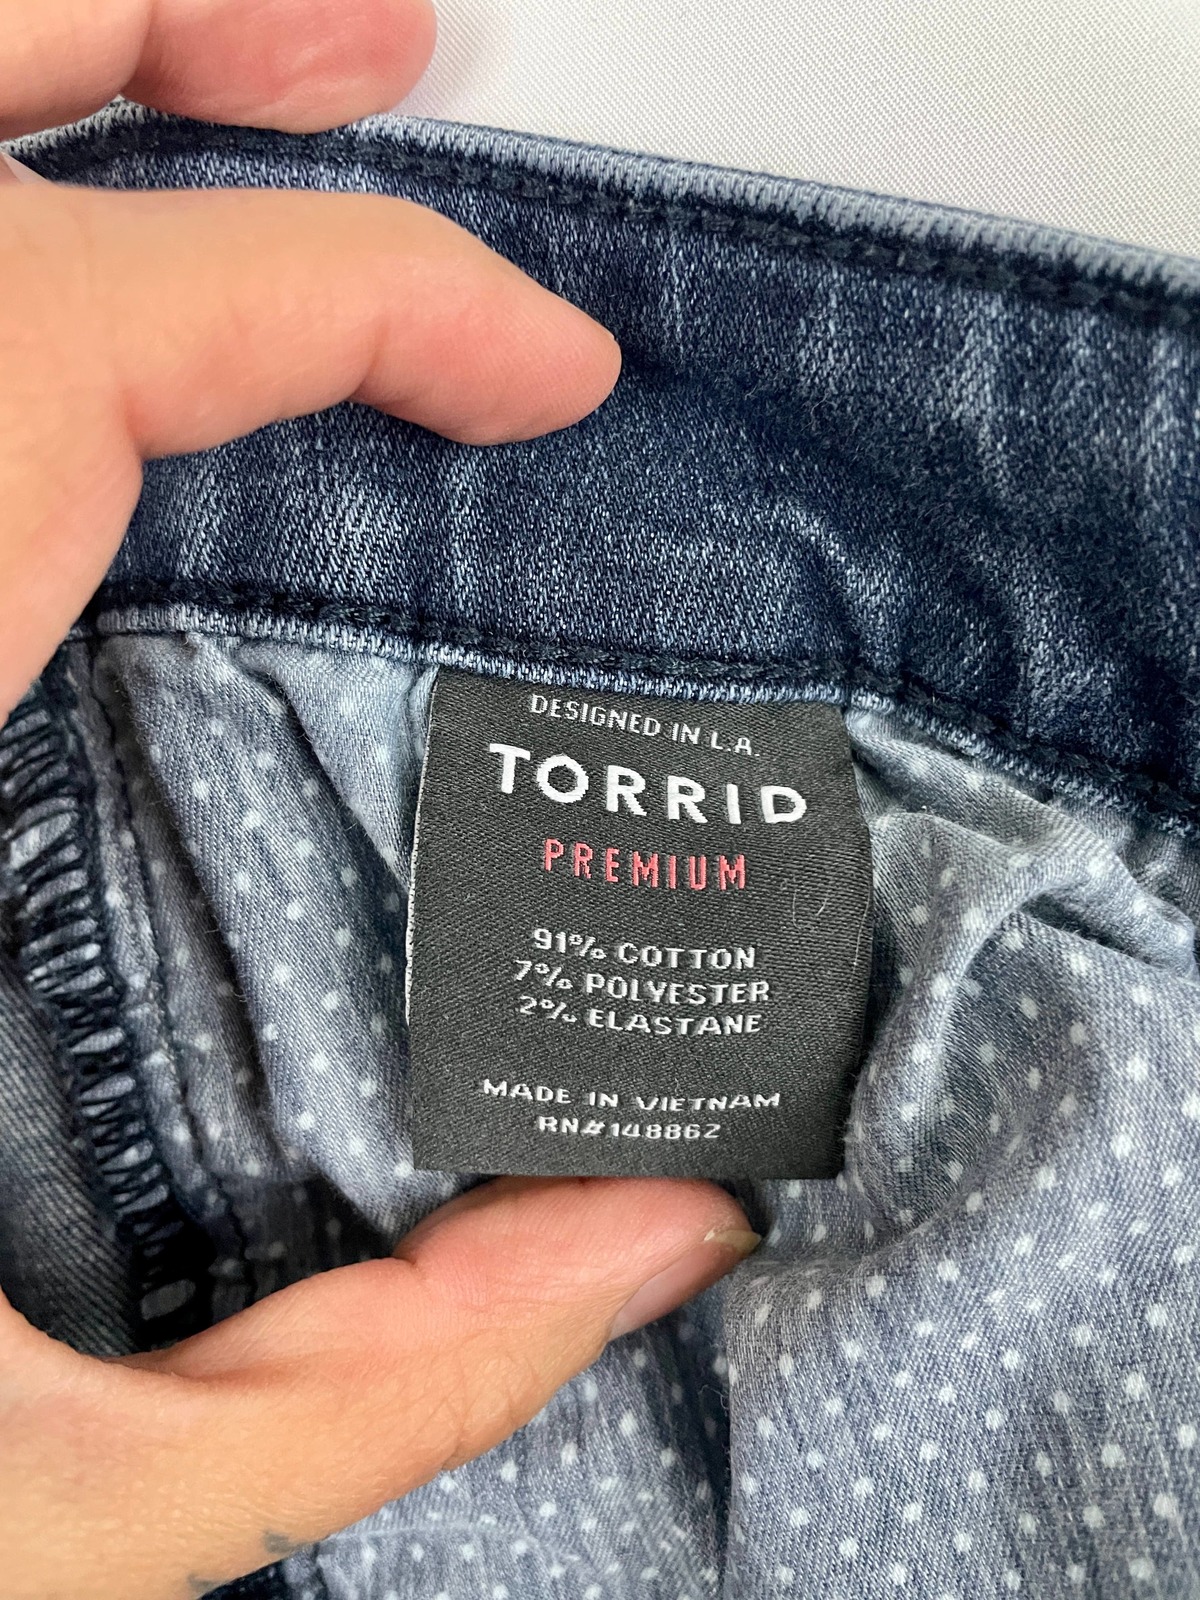 DESIGNED IN L.A.
TORRID
PREMIUM
91% COTTON
7% POLYESTER
2% ELASTANE
MADE IN VIETNAM
RN#148862